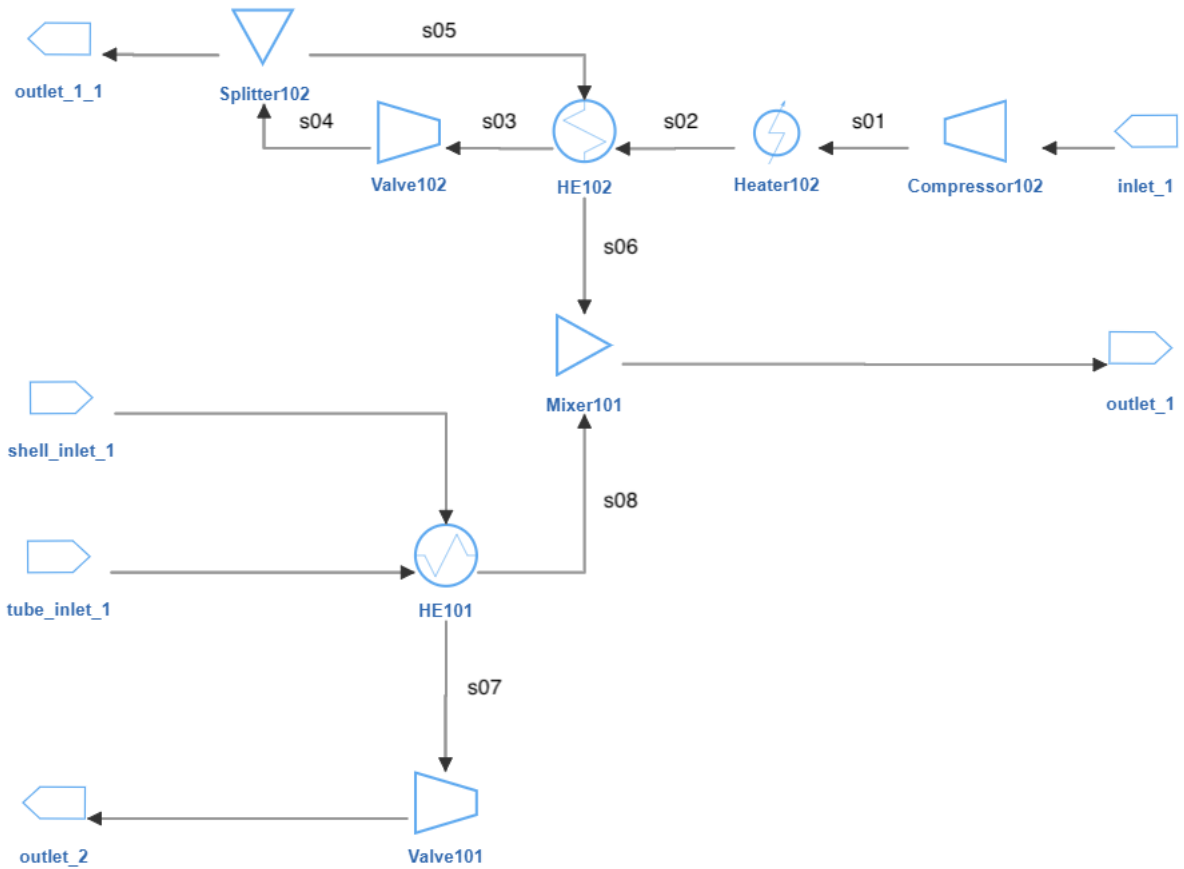 s05
outlet_1_1
Splitter102
s04
s03
s02
s01
Valve102
HE102
Heater102
Compressor102
inlet_1
s06
Mixer101
outlet_1
shell_inlet_1
s08
tube_inlet_1
HE101
s07
outlet_2
Valve101